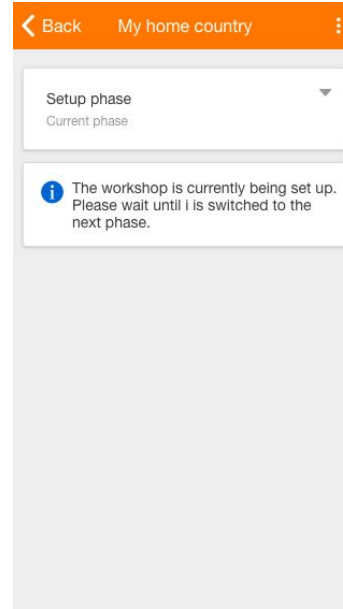 Back
My home country
Setup phase
Current phase
The workshop is currently being set up.
Please wait until i is switched to the
next phase.